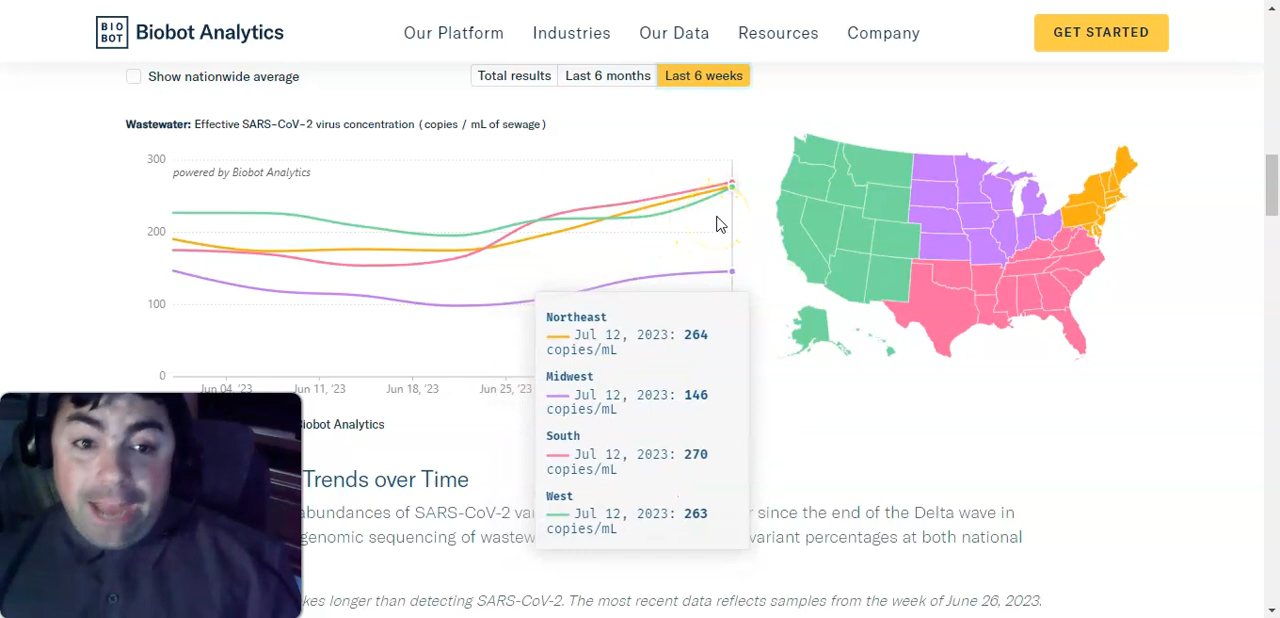 BIO
BOT
Biobot Analytics
Our Platform
Industries
Our Data
Resources
Company
GET STARTED
Show nationwide average
Total results
Last 6 months
Last 6 weeks
Wastewater: Effective SARS-CoV-2 virus concentration (copies / mL of sewage)
300
powered by Biobot Analytics
200
100
0
Jun 04, '23
Jun 11, '23
Jun 18, '23
Jun 25, '23
Northeast
Jul 12, 2023: 264
copies/mL
Midwest
Jul 12, 2023: 146
copies/mL
South
Jul 12, 2023: 270
copies/mL
West
Jul 12, 2023: 263
copies/mL
Biobot Analytics
Trends over Time
abundances of SARS-CoV-2 since the end of the Delta wave in
genomic sequencing of variant percentages at both national
longer than detecting SARS-CoV-2. The most recent data reflects samples from the week of June 26, 2023.